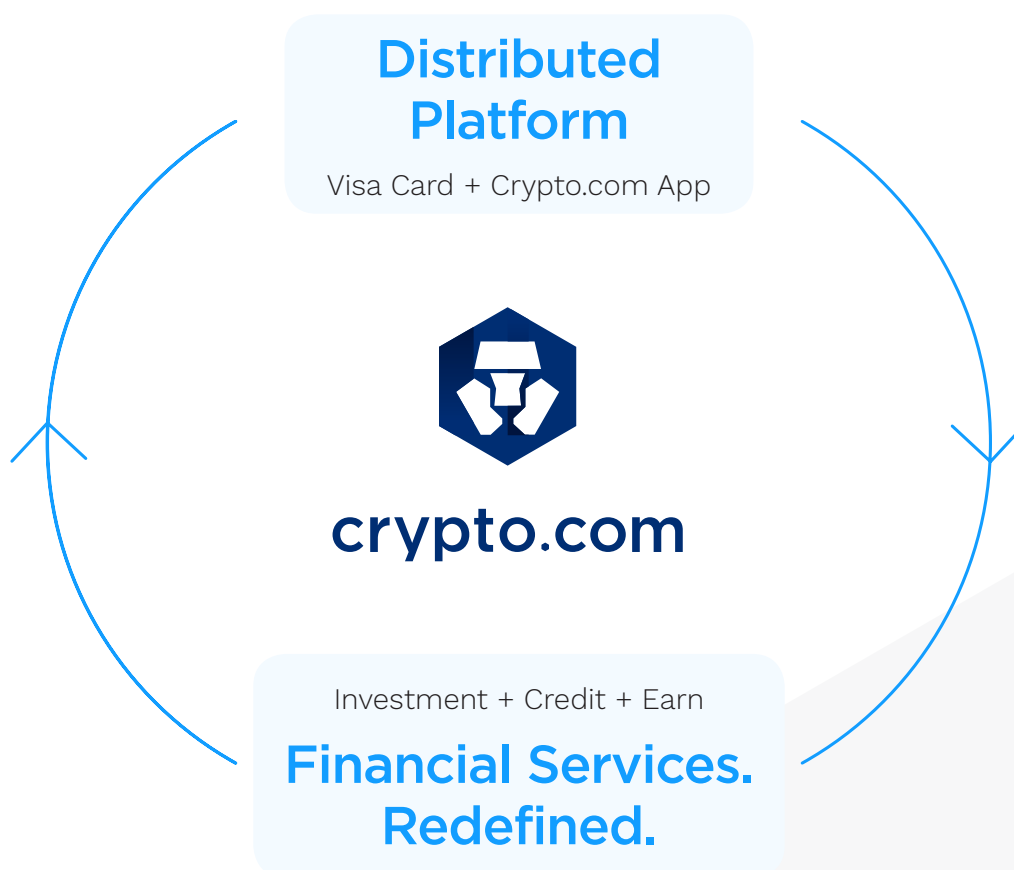 Distributed
Platform
Visa Card + Crypto.com App
crypto.com
Investment + Credit + Earn
Financial Services.
Redefined.